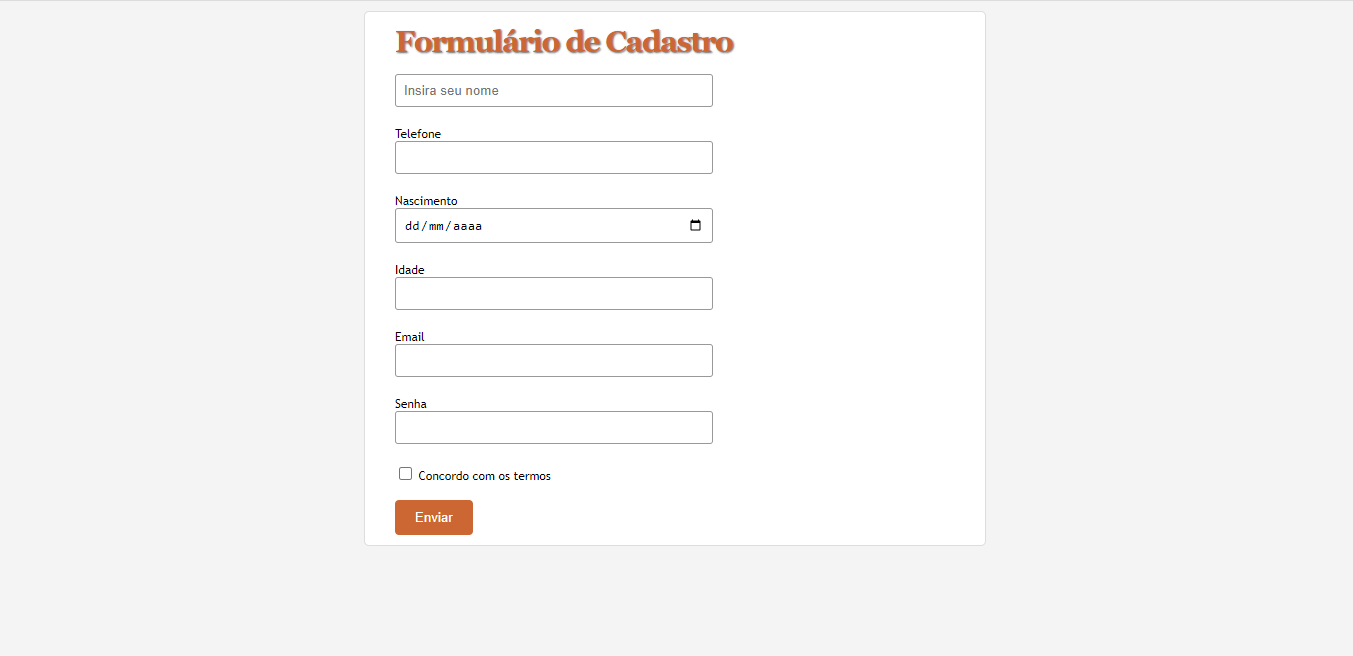 Formulário de Cadastro
Insira seu nome
Telefone
Nascimento
dd/mm/aaaa
Idade
Email
Senha
Concordo com os termos
Enviar